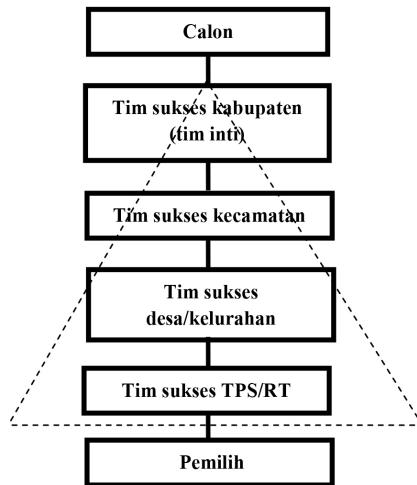 Calon
Tim sukses kabupaten
(tim inti)
Tim sukses kecamatan
Tim sukses
desa/kelurahan
Tim sukses TPS/RT
Pemilih